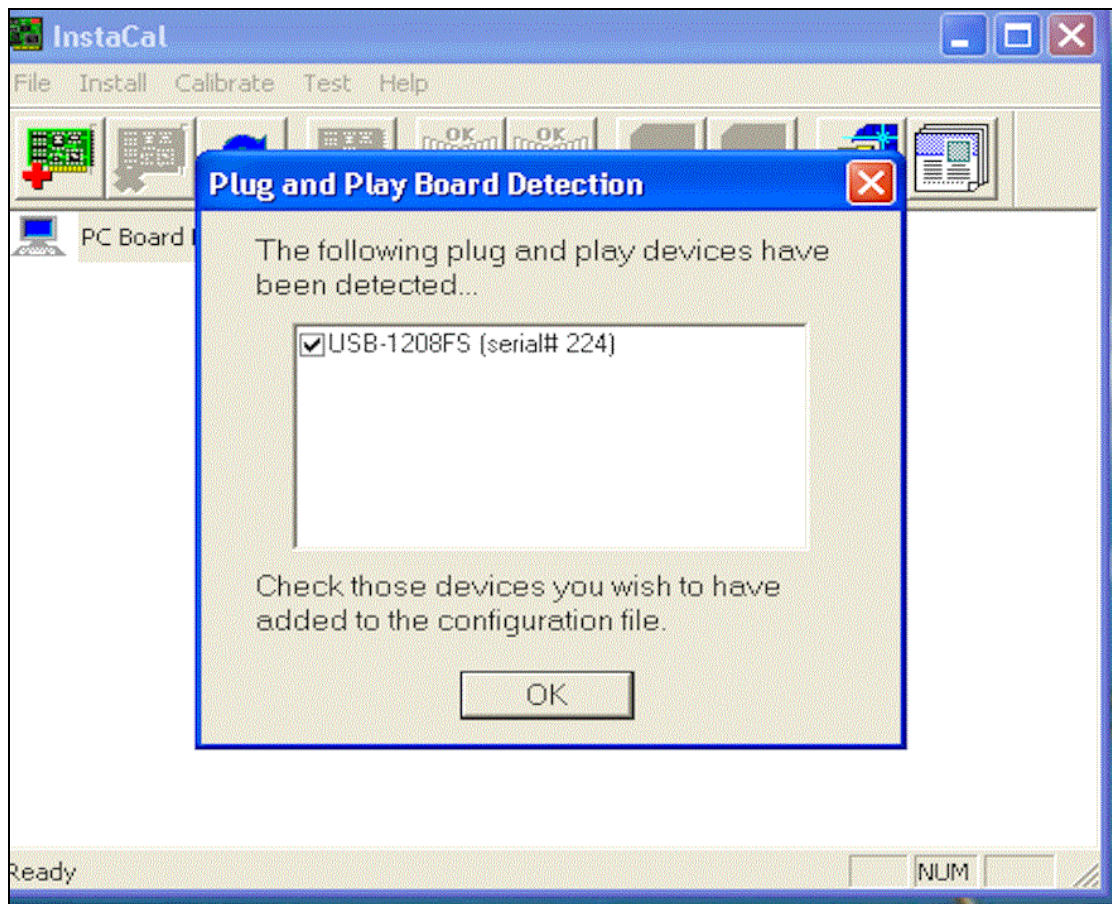 InstaCal
File Install Calibrate Test Help
OK OK
Plug and Play Board Detection
PC Board
The following plug and play devices have
been detected...
USB-1208FS (serial# 224)
Check those devices you wish to have
added to the configuration file.
OK
Ready
NUM